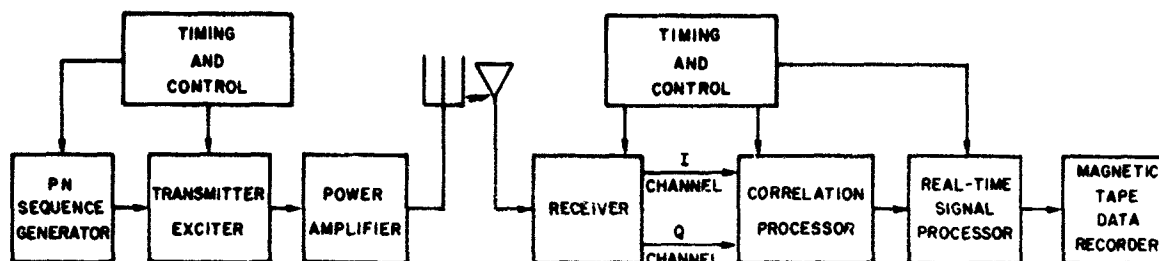 TIMING
AND
CONTROL
TIMING
AND
CONTROL
PN
SEQUENCE
GENERATOR
TRANSMITTER
EXCITER
POWER
AMPLIFIER
RECEIVER
I
CHANNEL
Q
CHANNEL
CORRELATION
PROCESSOR
REAL-TIME
SIGNAL
PROCESSOR
MAGNETIC
TAPE
DATA
RECORDER